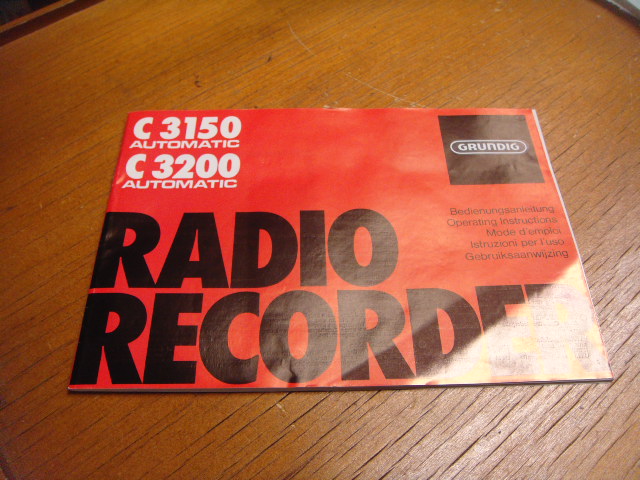 C 3150
AUTOMATIC
C 3200
AUTOMATIC
GRUNDIG
Bedienungsanleitung
Operating Instructions
Mode d'emploi
Istruzioni per l'uso
Gebruiksaanwijzing
RADIO
RECORDER